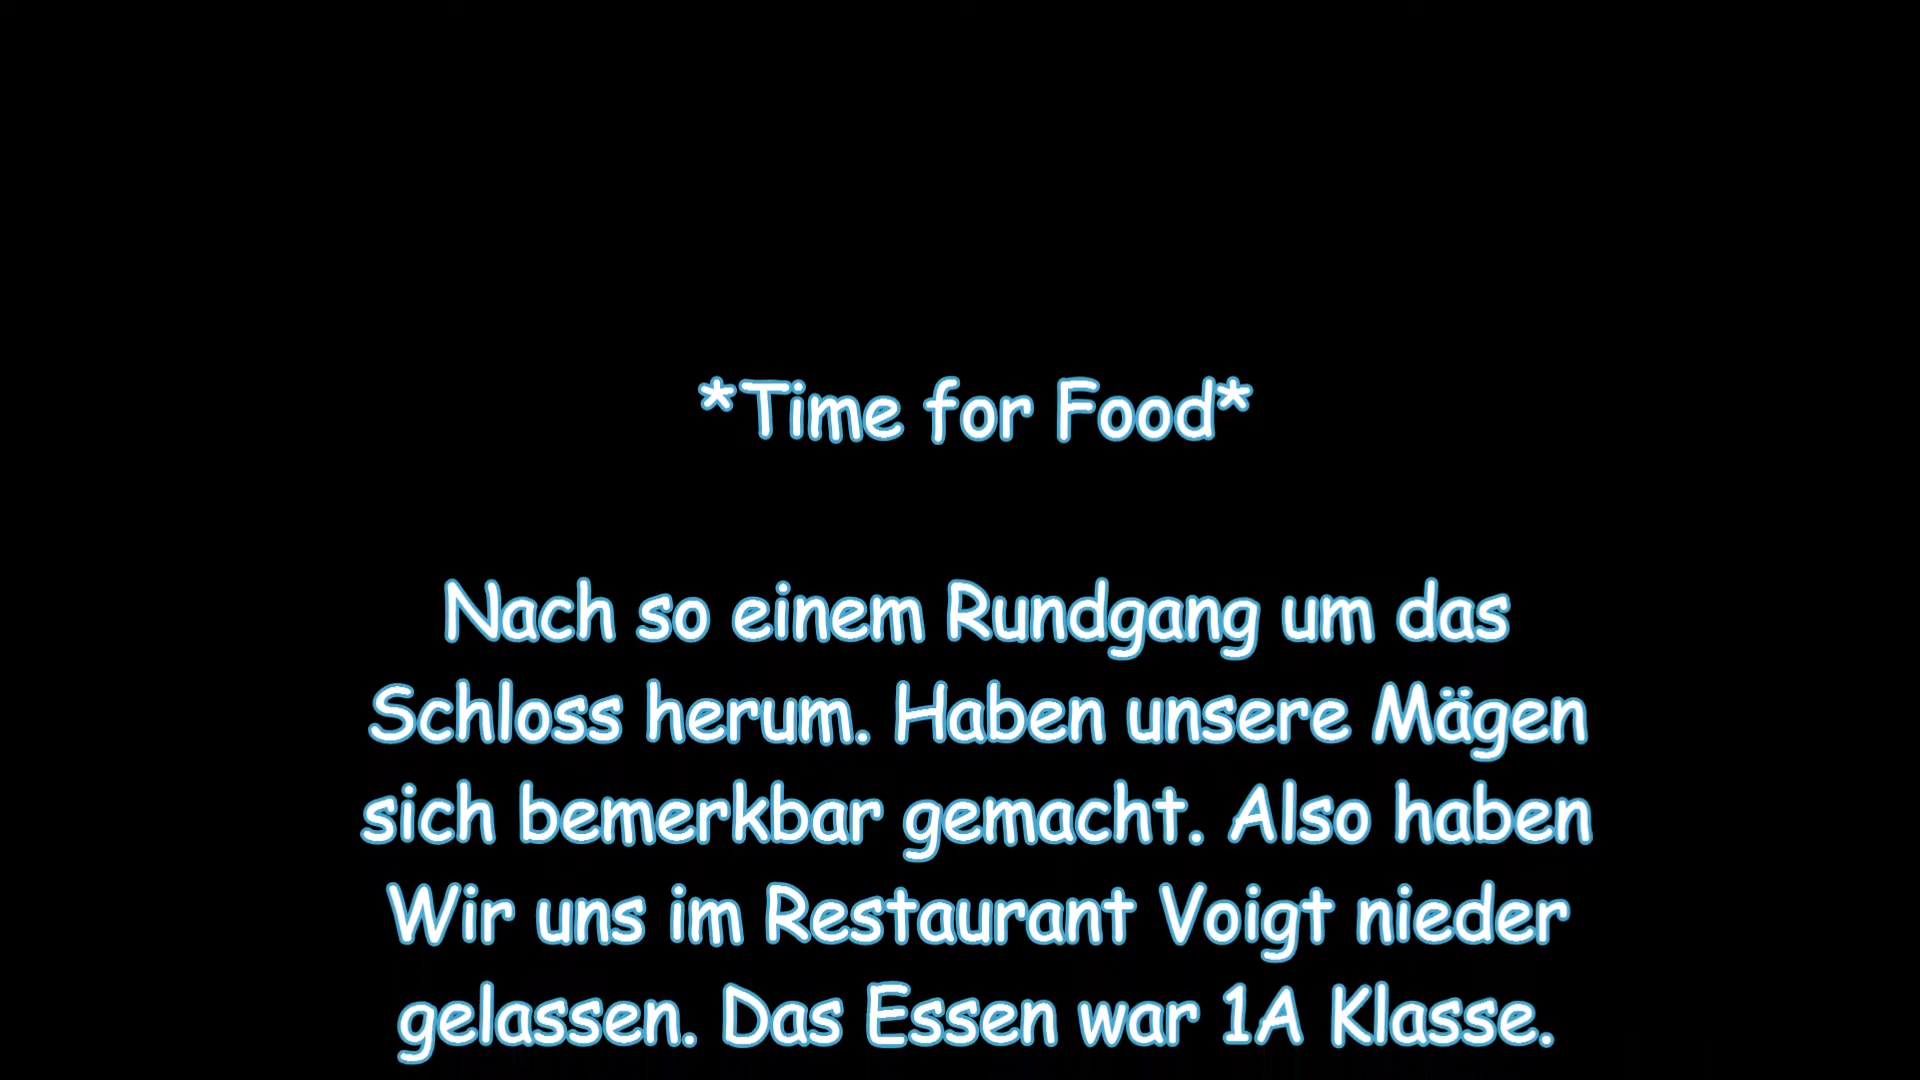 *Time for Food*
Nach so einem Rundgang um das
Schloss herum. Haben unsere Mägen
sich bemerkbar gemacht. Also haben
Wir uns im Restaurant Voigt nieder
gelassen. Das Essen war 1A Klasse.